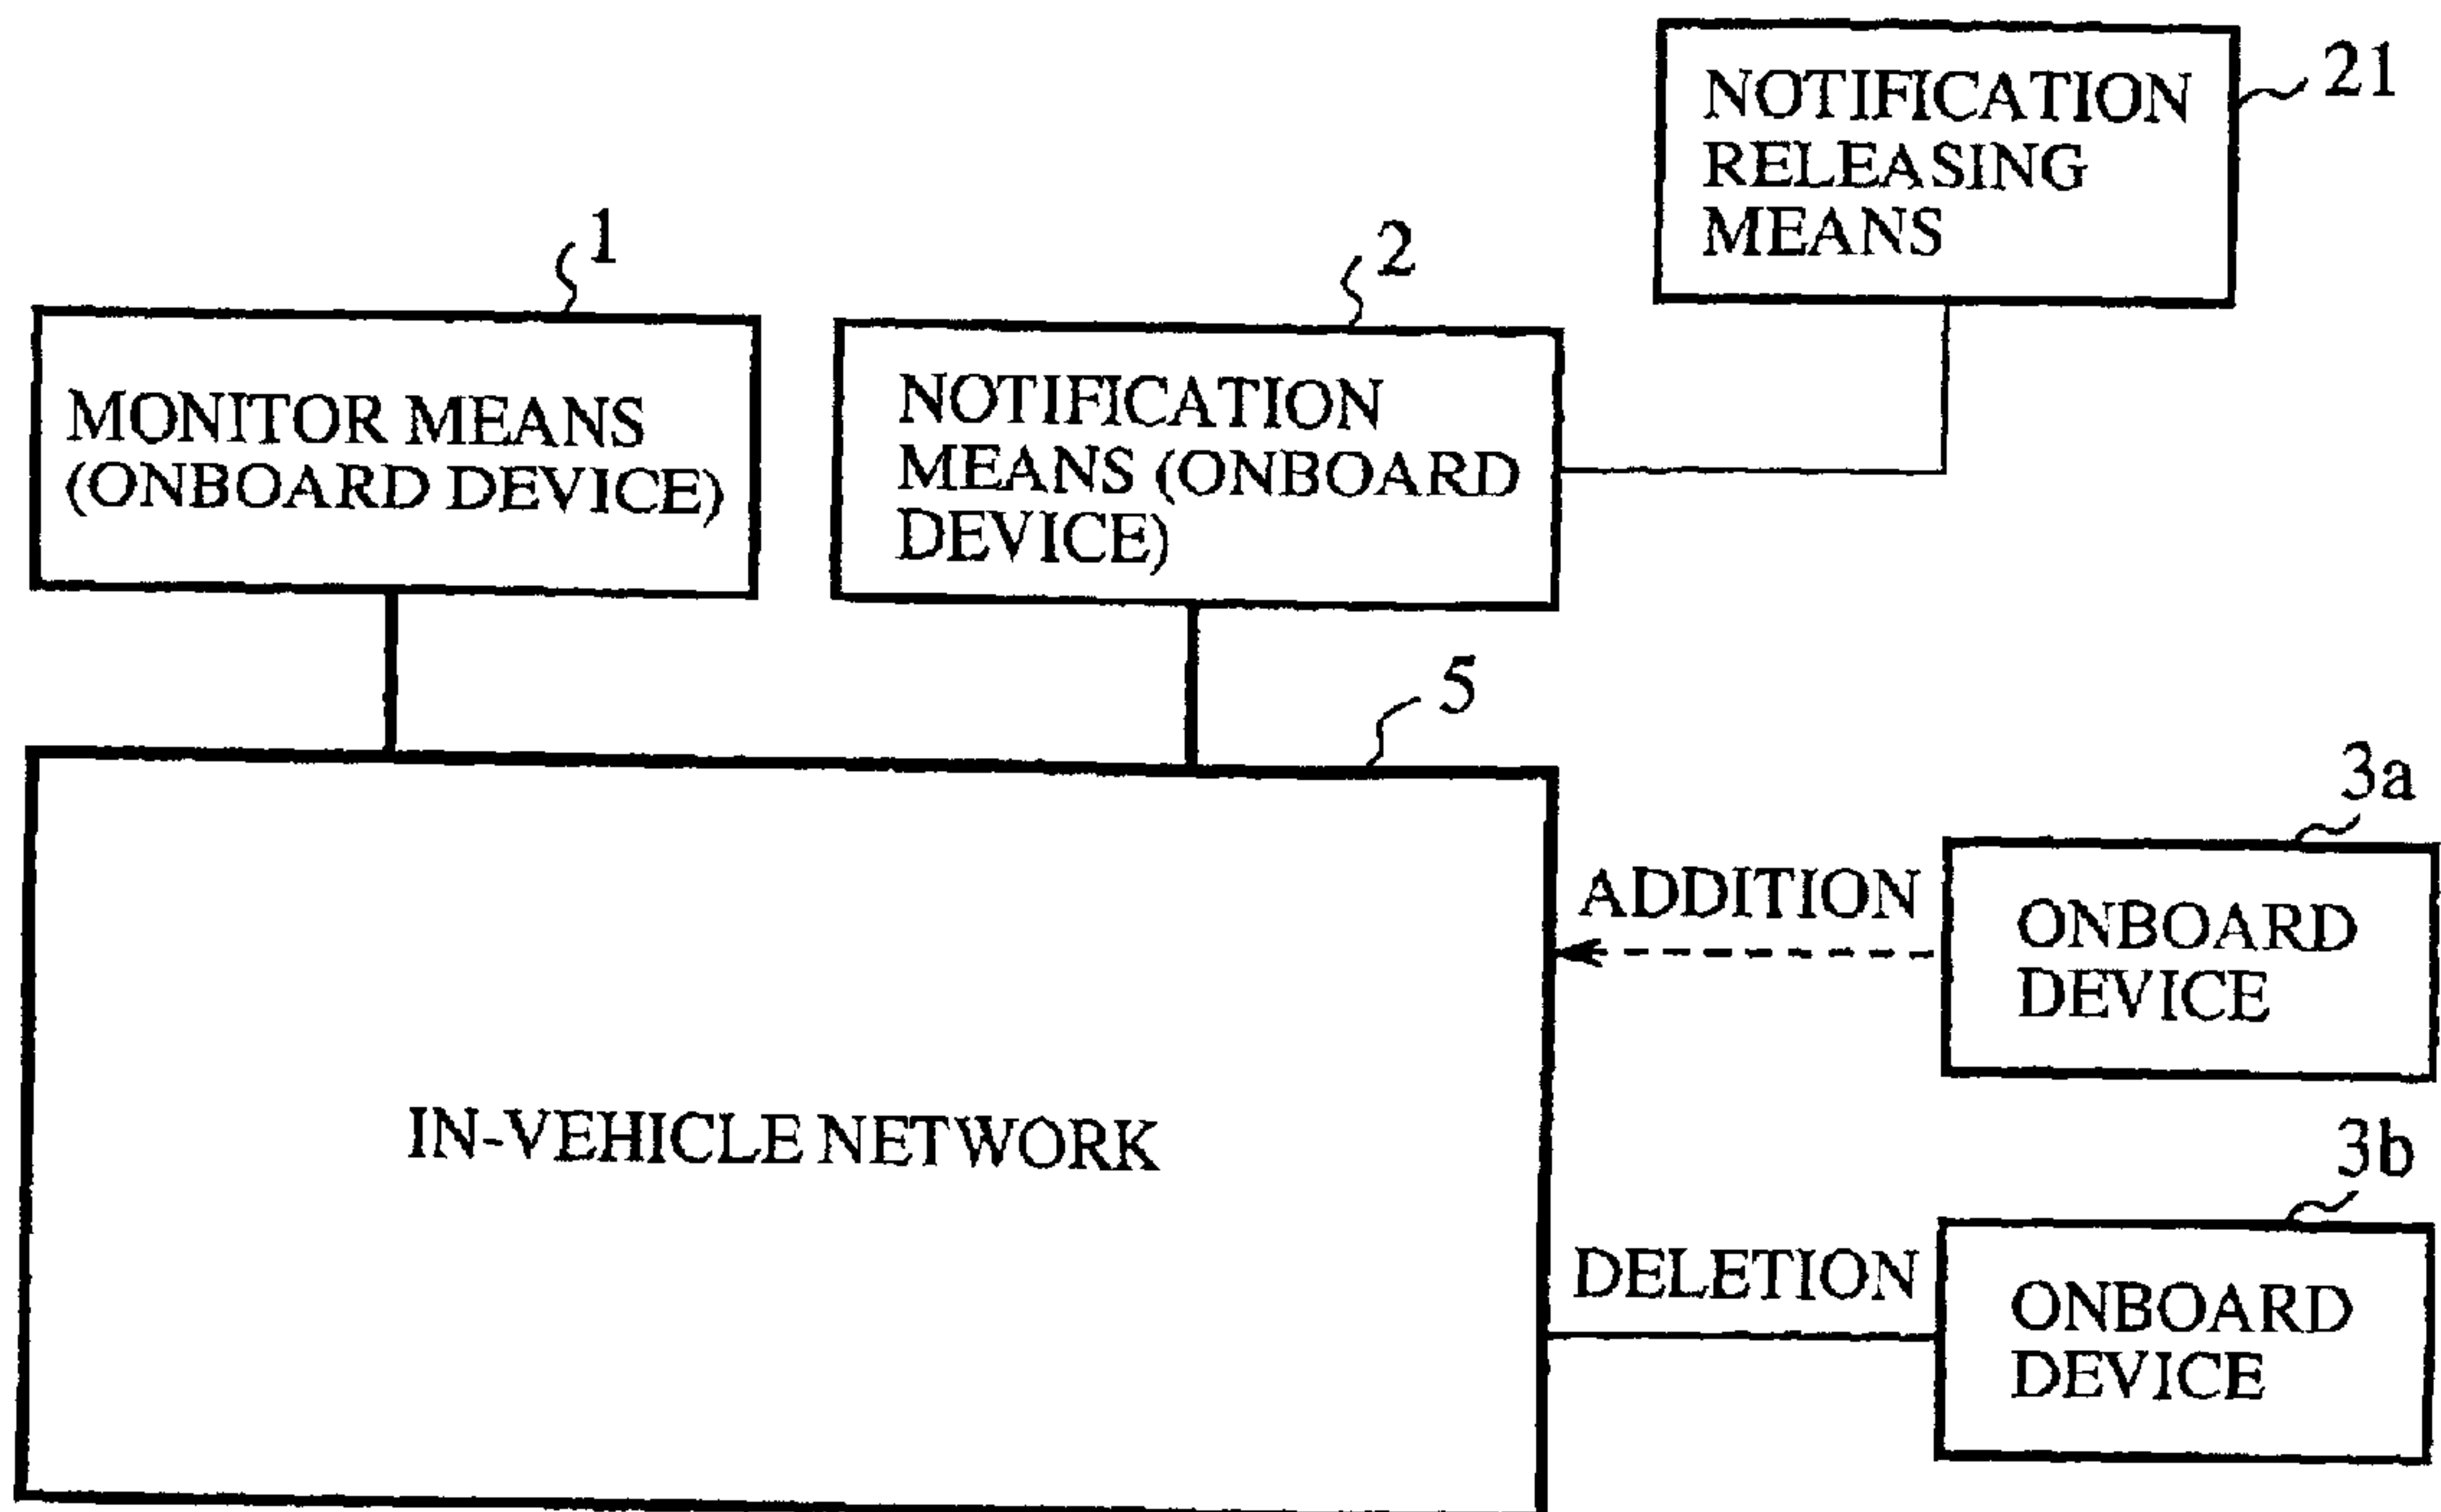 21
NOTIFICATION
RELEASING
MEANS
1
2
MONITOR MEANS
(ONBOARD DEVICE)
NOTIFICATION
MEANS (ONBOARD
DEVICE)
5
3a
ADDITION
ONBOARD
DEVICE
IN-VEHICLE NETWORK
3b
DELETION
ONBOARD
DEVICE